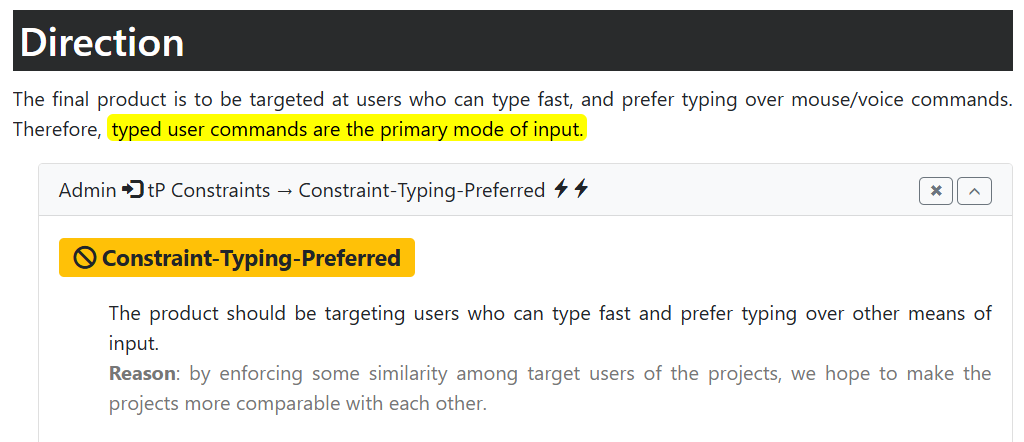 Direction
The final product is to be targeted at users who can type fast, and prefer typing over mouse/voice commands.
Therefore, typed user commands are the primary mode of input.
Admin tP Constraints → Constraint-Typing-Preferred
Constraint-Typing-Preferred
The product should be targeting users who can type fast and prefer typing over other means of
input.
Reason: by enforcing some similarity among target users of the projects, we hope to make the
projects more comparable with each other.